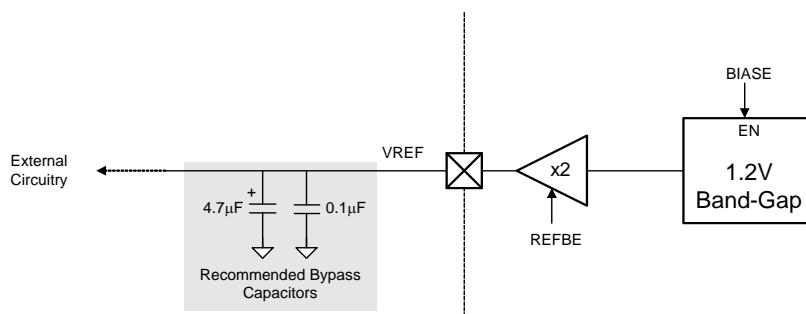 BIASE
EN
1.2V
Band-Gap
x2
REFBE
VREF
External
Circuitry
+
4.7µF
0.1µF
Recommended Bypass
Capacitors